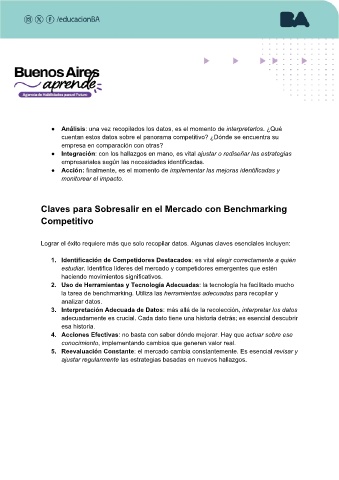 /educacionBA
BA
Buenos Aires
aprende
Agencia de Habilidades para el Futuro
● Análisis: una vez recopilados los datos, es el momento de interpretarlos. ¿Qué
cuentan estos datos sobre el panorama competitivo? ¿Dónde se encuentra su
empresa en comparación con otras?
● Integración: con los hallazgos en mano, es vital ajustar o rediseñar las estrategias
empresariales según las necesidades identificadas.
● Acción: finalmente, es el momento de implementar las mejoras identificadas y
monitorear el impacto.
Claves para Sobresalir en el Mercado con Benchmarking
Competitivo
Lograr el éxito requiere más que solo recopilar datos. Algunas claves esenciales incluyen:
1. Identificación de Competidores Destacados: es vital elegir correctamente a quién
estudiar. Identifica líderes del mercado y competidores emergentes que estén
haciendo movimientos significativos.
2. Uso de Herramientas y Tecnología Adecuadas: la tecnología ha facilitado mucho
la tarea de benchmarking. Utiliza las herramientas adecuadas para recopilar y
analizar datos.
3. Interpretación Adecuada de Datos: más allá de la recolección, interpretar los datos
adecuadamente es crucial. Cada dato tiene una historia detrás; es esencial descubrir
esa historia.
4. Acciones Efectivas: no basta con saber dónde mejorar. Hay que actuar sobre ese
conocimiento, implementando cambios que generen valor real.
5. Reevaluación Constante: el mercado cambia constantemente. Es esencial revisar y
ajustar regularmente las estrategias basadas en nuevos hallazgos.